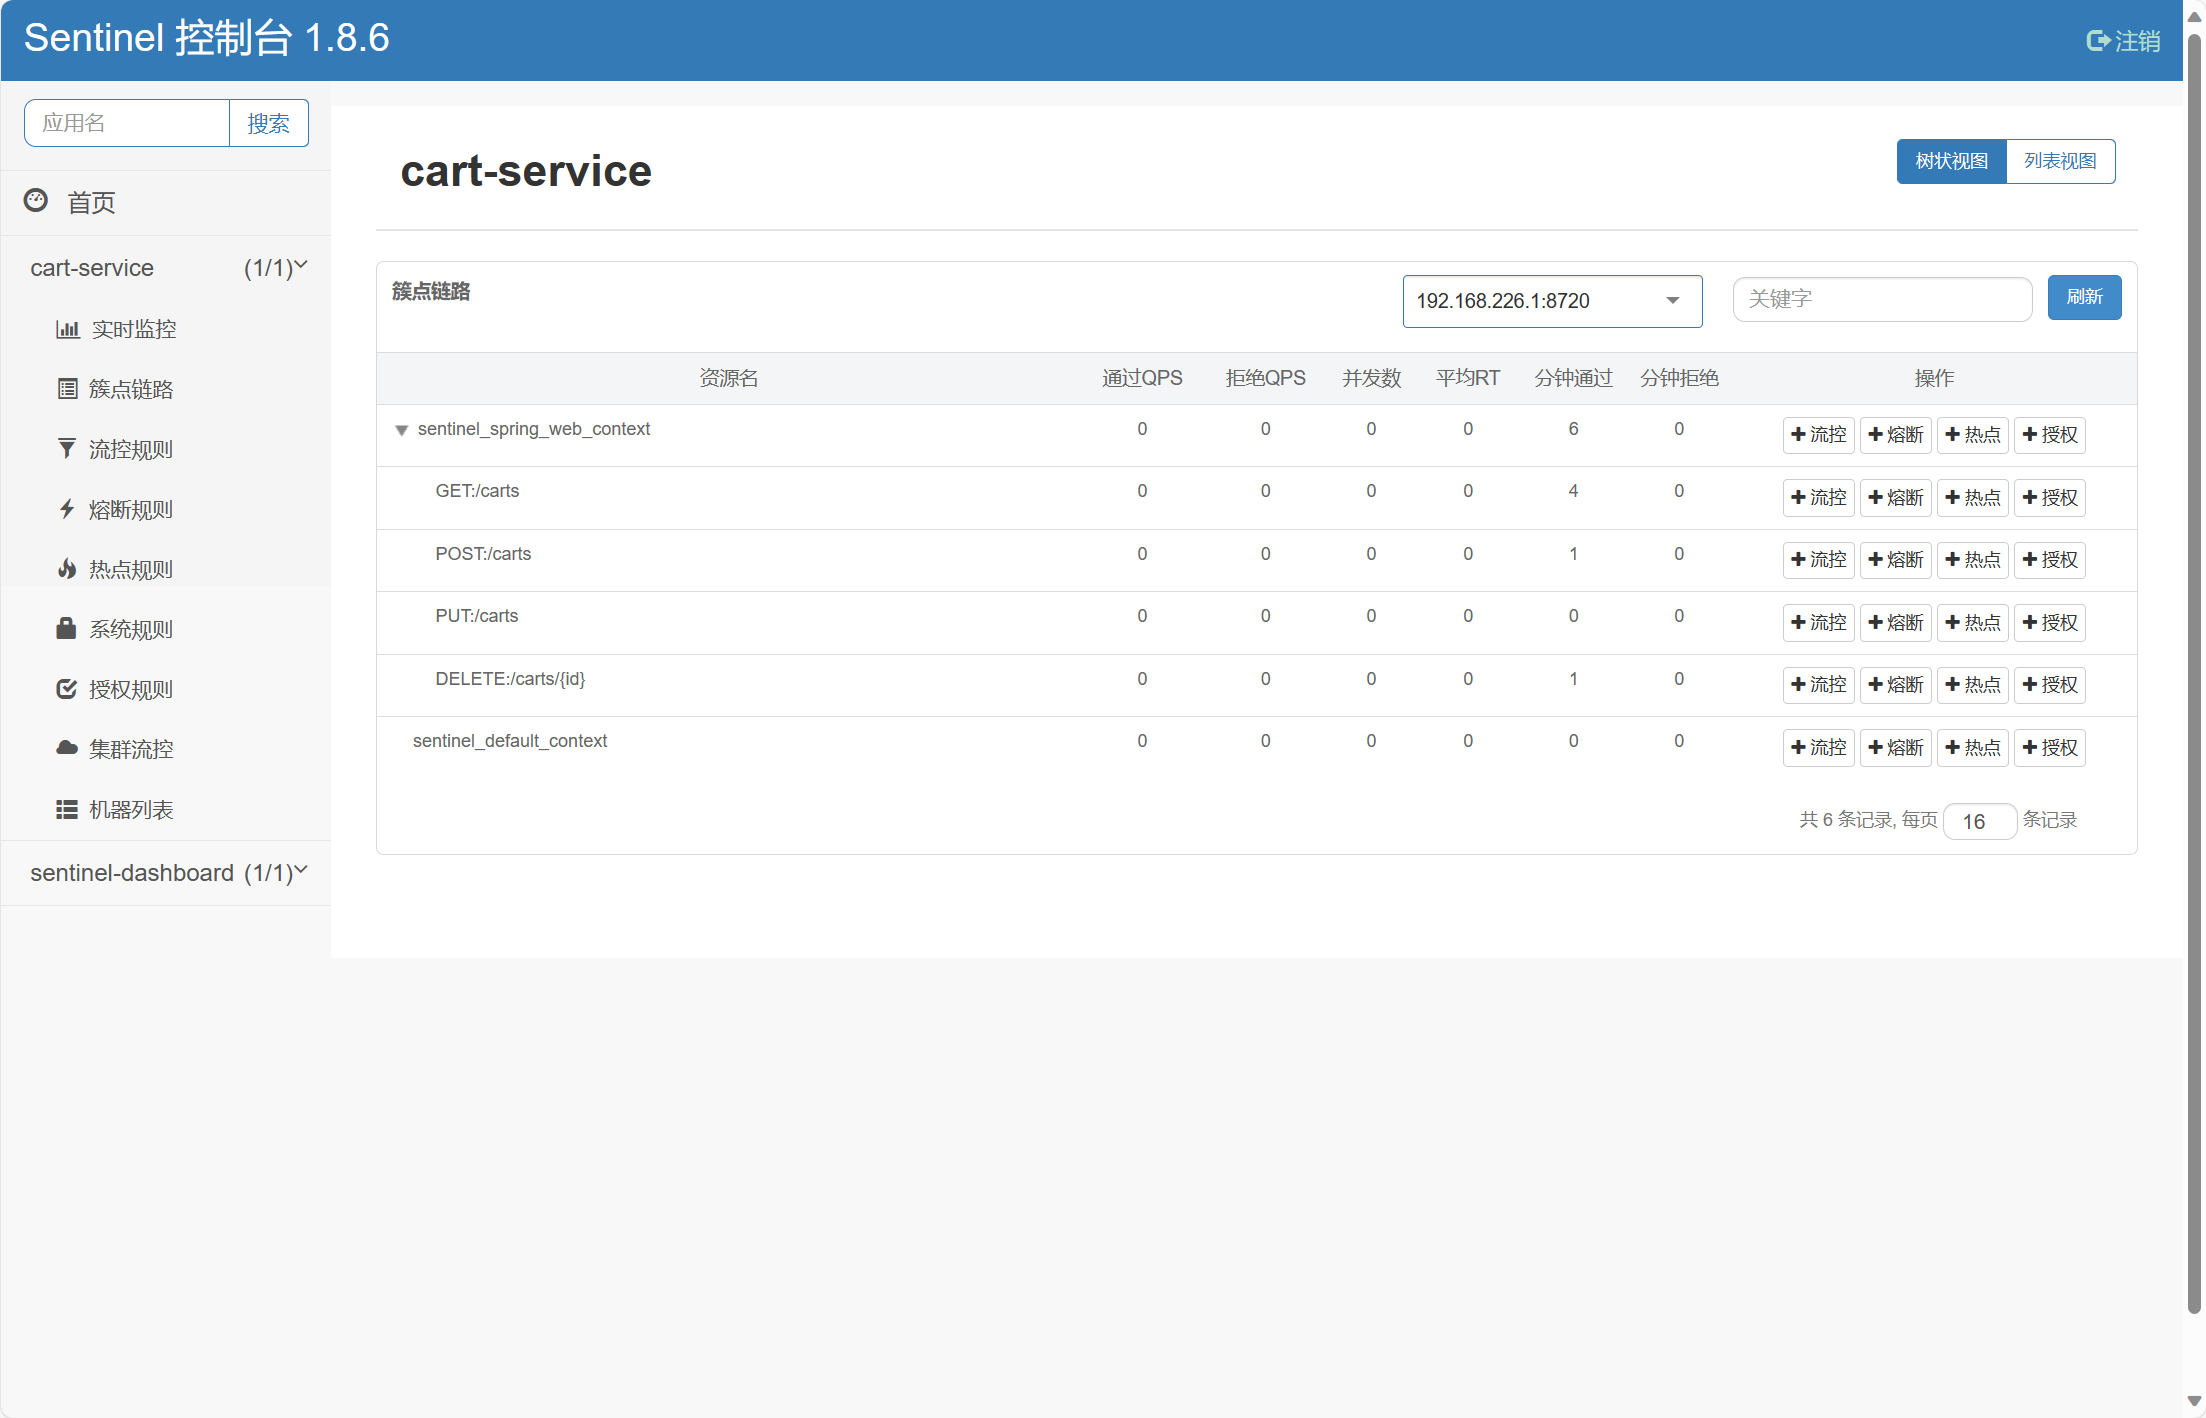 Sentinel 控制台 1.8.6
注销
应用名 搜索
首页
cart-service (1/1)
实时监控
簇点链路
流控规则
熔断规则
热点规则
系统规则
授权规则
集群流控
机器列表
sentinel-dashboard (1/1)
cart-service
树状视图 列表视图
簇点链路 192.168.226.1:8720 关键字 刷新
资源名 通过QPS 拒绝QPS 并发数 平均RT 分钟通过 分钟拒绝 操作
sentinel_spring_web_context 0 0 0 0 6 0 流控 熔断 热点 授权
GET:/carts 0 0 0 0 4 0 流控 熔断 热点 授权
POST:/carts 0 0 0 0 1 0 流控 熔断 热点 授权
PUT:/carts 0 0 0 0 0 0 流控 熔断 热点 授权
DELETE:/carts/{id} 0 0 0 0 1 0 流控 熔断 热点 授权
sentinel_default_context 0 0 0 0 0 0 流控 熔断 热点 授权
共 6 条记录, 每页 16 条记录